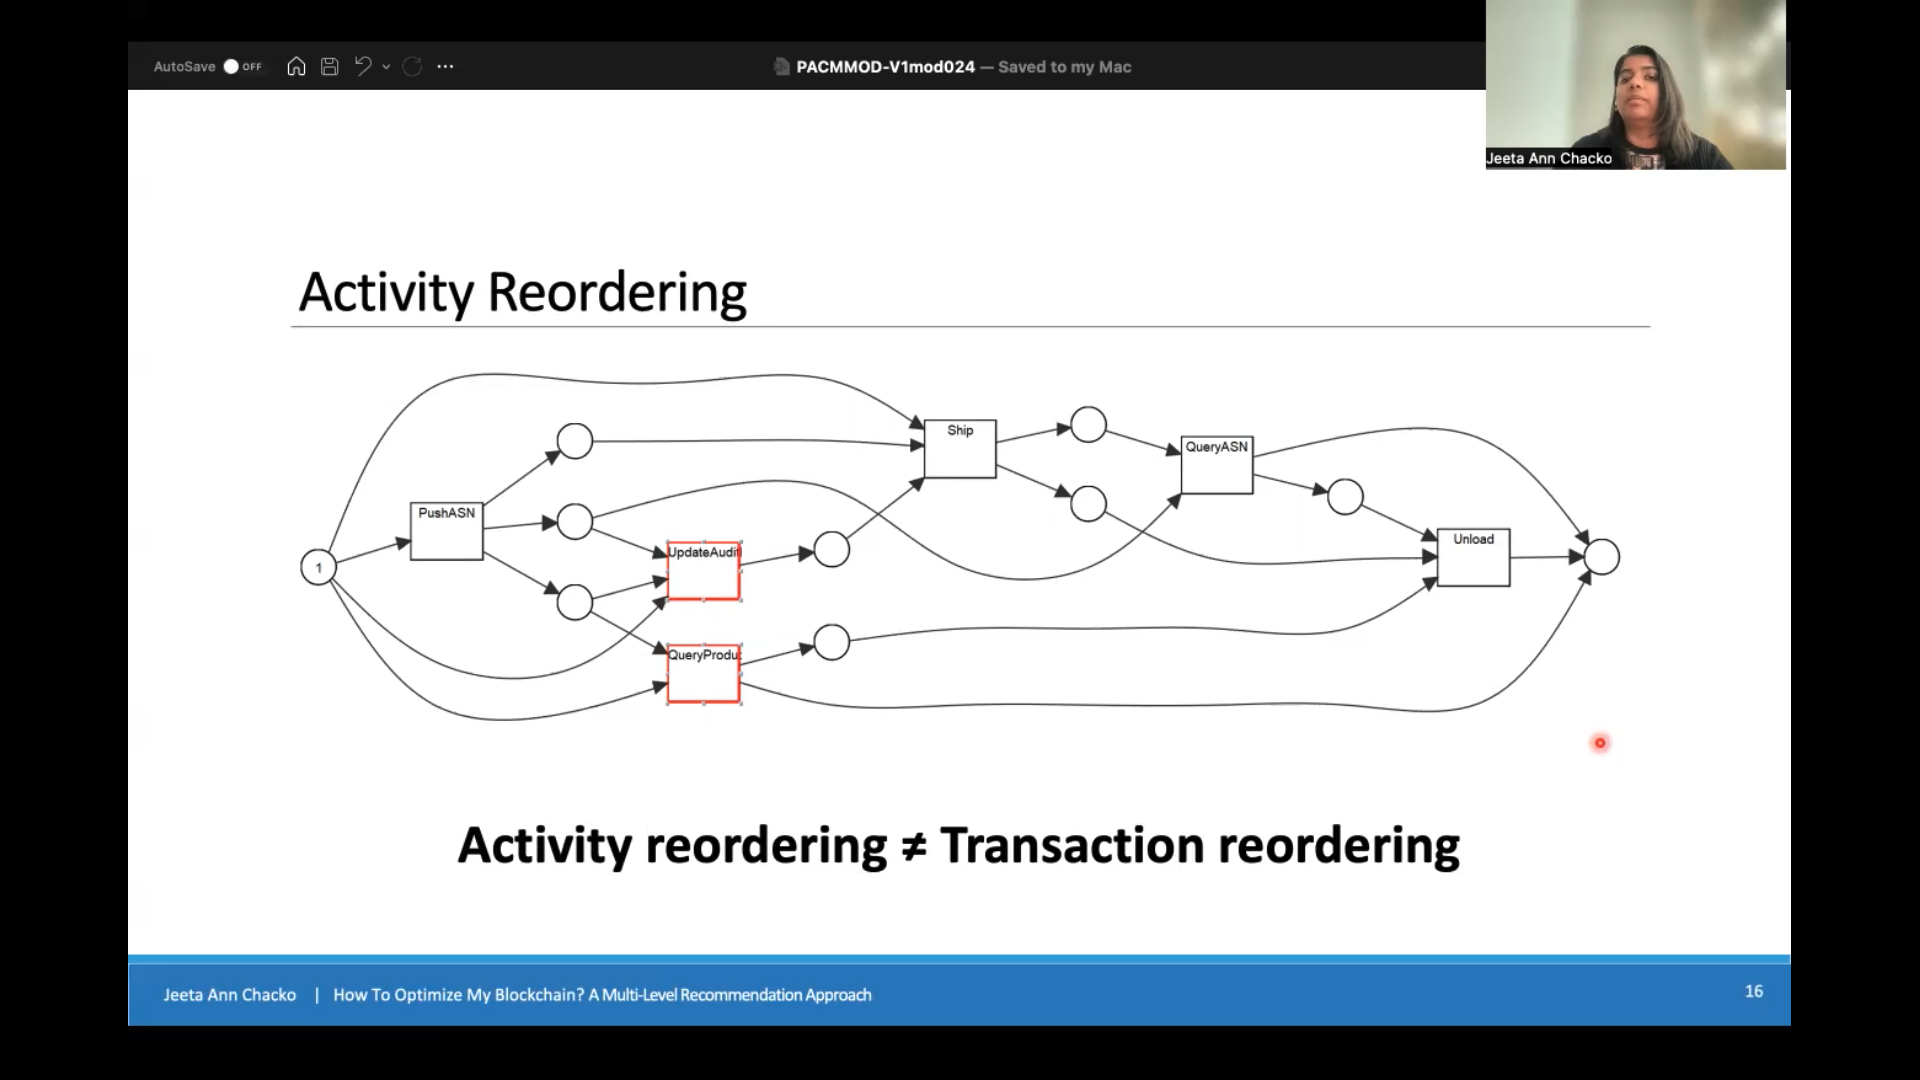 AutoSave OFF
PACMMOD-V1mod024 — Saved to my Mac
Jeeta Ann Chacko
Activity Reordering
Ship
QueryASN
PushASN
Unload
UpdateAudit
1
QueryProdu
Activity reordering ≠ Transaction reordering
Jeeta Ann Chacko | How To Optimize My Blockchain? A Multi-Level Recommendation Approach
16